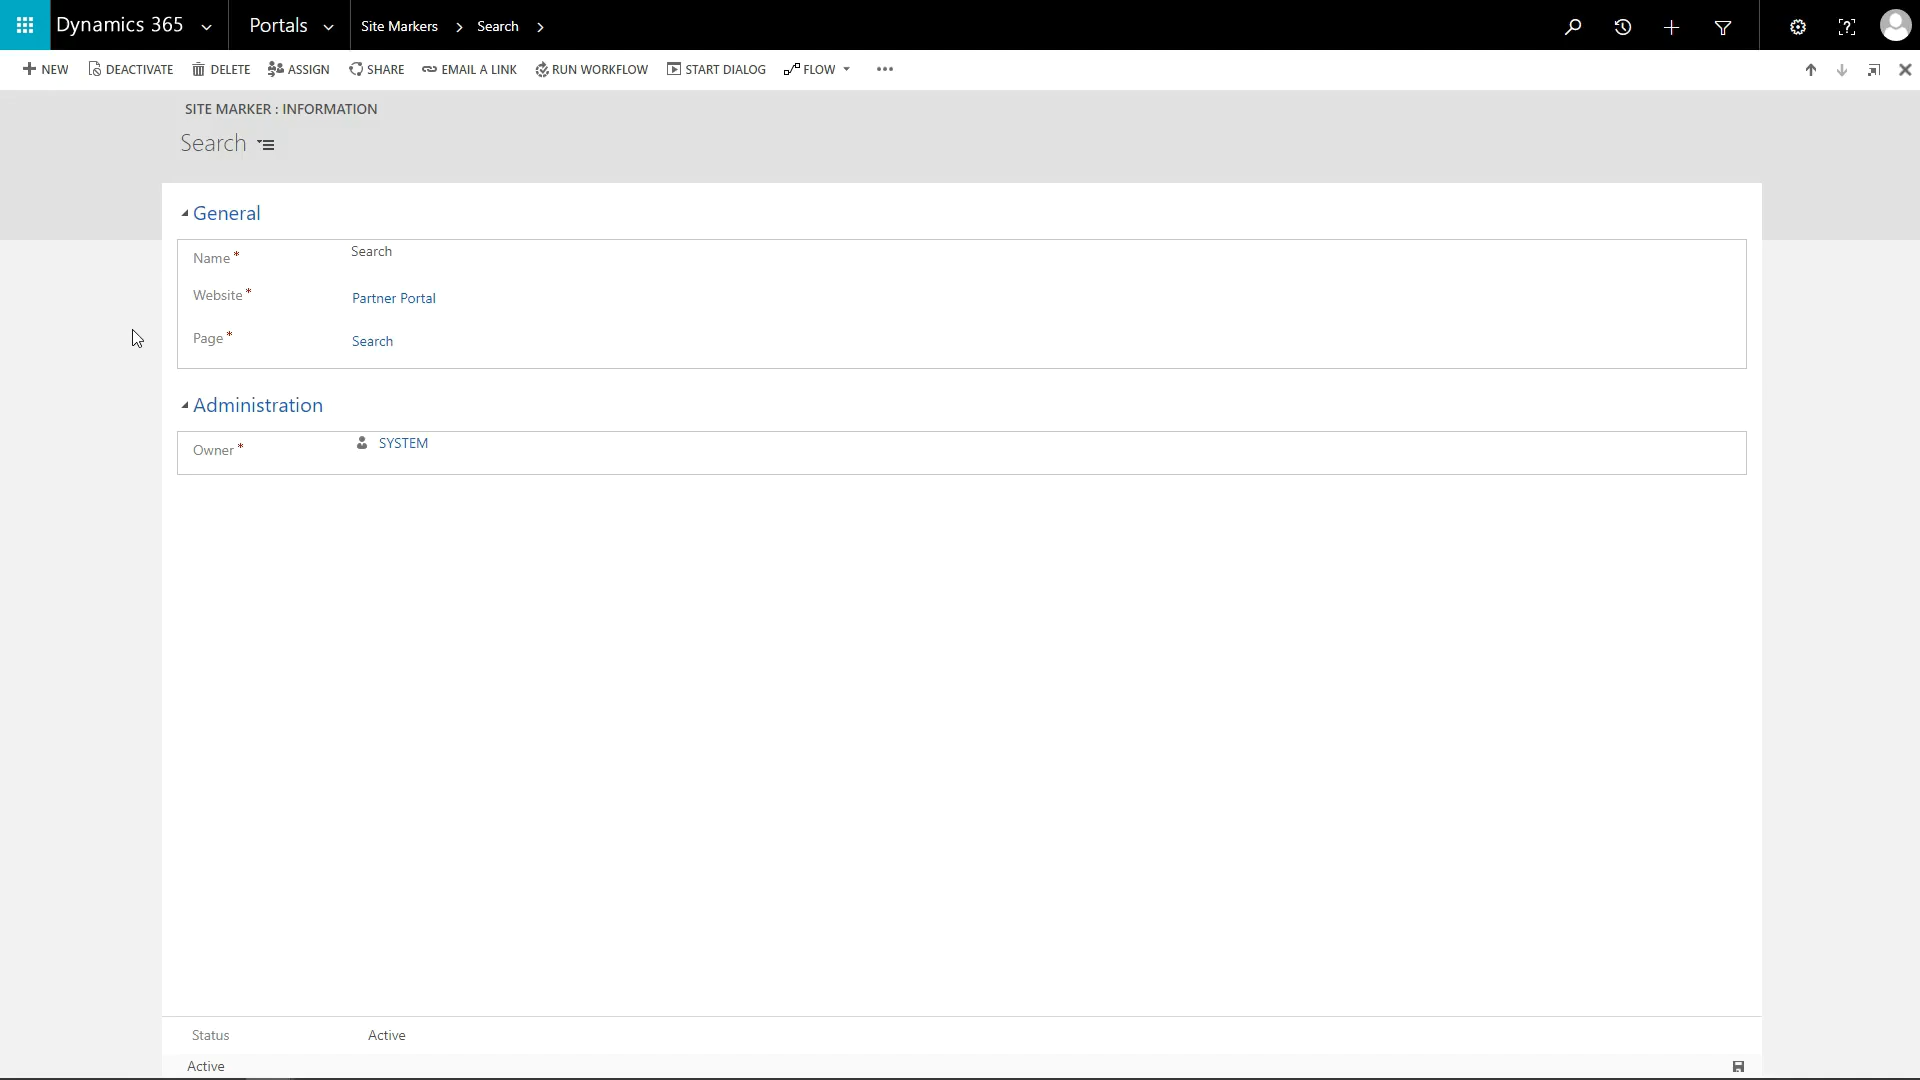 Dynamics 365 Portals Site Markers Search
NEW DEACTIVATE DELETE ASSIGN SHARE EMAIL A LINK RUN WORKFLOW START DIALOG FLOW •••
SITE MARKER : INFORMATION
Search
General
Name* Search
Website* Partner Portal
Page* Search
Administration
Owner* SYSTEM
Status Active
Active